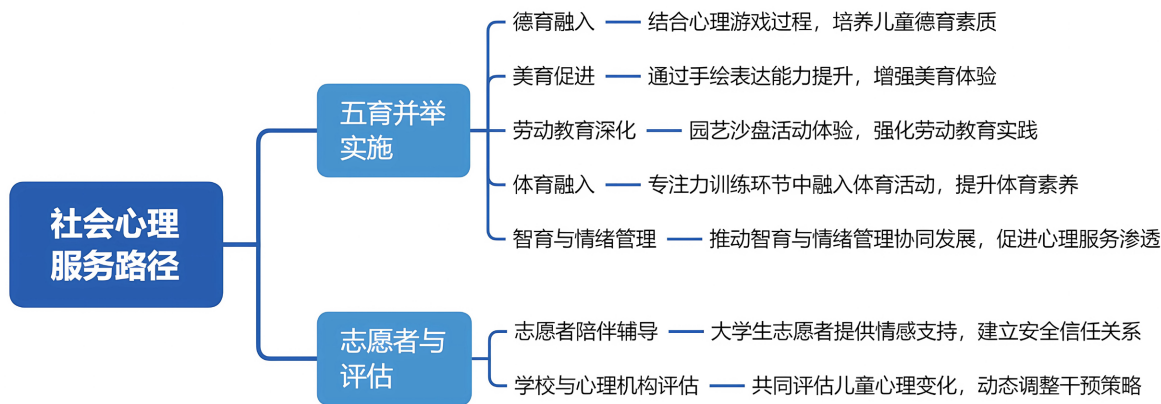 社会心理
服务路径
五育并举
实施
德育融入
结合心理游戏过程，培养儿童德育素质
美育促进
通过手绘表达能力提升，增强美育体验
劳动教育深化
园艺沙盘活动体验，强化劳动教育实践
体育融入
专注力训练环节中融入体育活动，提升体育素养
智育与情绪管理
推动智育与情绪管理协同发展，促进心理服务渗透
志愿者与
评估
志愿者陪伴辅导
大学生志愿者提供情感支持，建立安全信任关系
学校与心理机构评估
共同评估儿童心理变化，动态调整干预策略